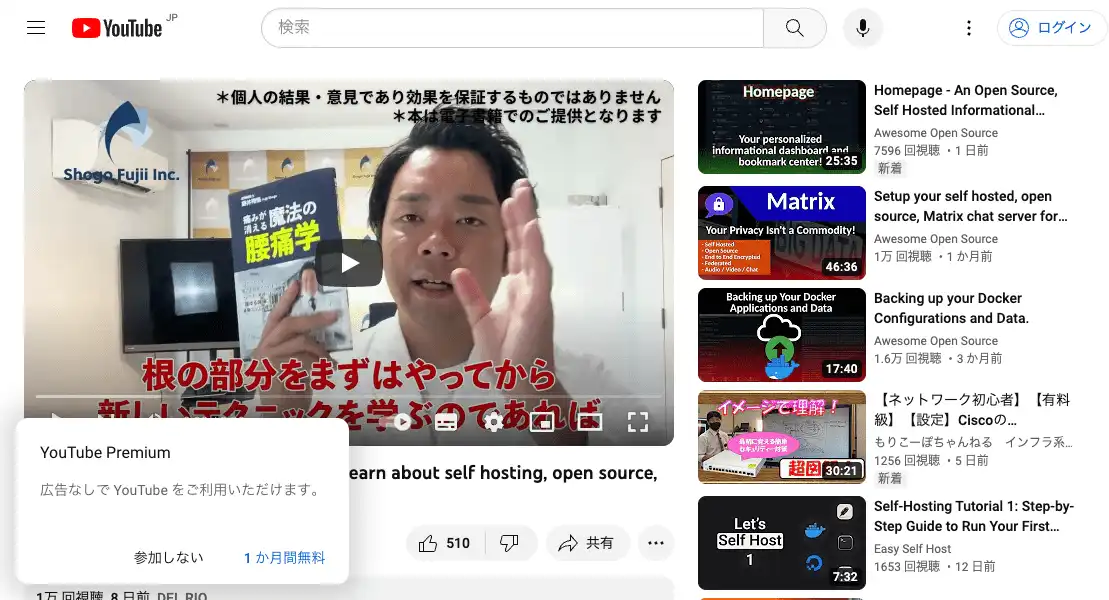 YouTube JP
検索
ログイン
＊個人の結果・意見であり効果を保証するものではありません
＊本は電子書籍でのご提供となります
Shogo Fujii Inc.
痛みが
消える
魔法の
腰痛学
根の部分をまずはやってから
新しいテクニックを学ぶのであれば
YouTube Premium
広告なしで YouTube をご利用いただけます。
参加しない
1 か月間無料
earn about self hosting, open source,
510
共有
1万 回視聴 8 日前 DEL RIO
Homepage
Your personalized
informational dashboard and
bookmark center!
25:35
Homepage - An Open Source,
Self Hosted Informational…
Awesome Open Source
7596 回視聴 ・1 日前
新着
Matrix
Your Privacy Isn't a Commodity!
- Self Hosted
- Open Source
- End to End Encrypted
- Federated
- Audio / Video / Chat
BIG DATA
46:36
Setup your self hosted, open
source, Matrix chat server for…
Awesome Open Source
1万 回視聴 ・1 か月前
Backing up Your Docker
Applications and Data
17:40
Backing up your Docker
Configurations and Data.
Awesome Open Source
1.6万 回視聴 ・3 か月前
イメージで理解！
超図
30:21
【ネットワーク初心者】【有料
級】【設定】Ciscoの…
もりこーぽちゃんねる　インフラ系…
1256 回視聴 ・5 日前
新着
Let's
Self Host
1
7:32
Self-Hosting Tutorial 1: Step-by-
Step Guide to Run Your First…
Easy Self Host
1653 回視聴 ・12 日前